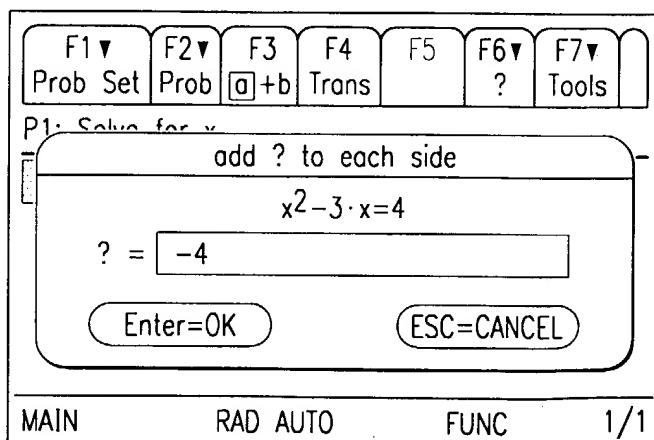 F1▼ F2▼ F3 F4 F5 F6▼ F7▼
Prob Set Prob a+b Trans ? Tools
P1: Solve for x
add ? to each side
x²-3·x=4
? = -4
Enter=OK ESC=CANCEL
MAIN RAD AUTO FUNC 1/1